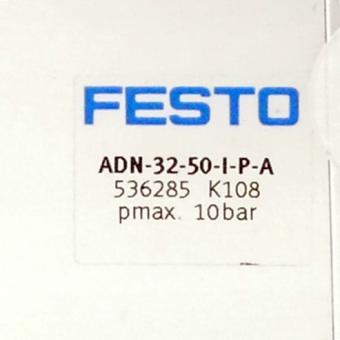 FESTO
ADN-32-50-I-P-A
536285 K108
pmax. 10bar